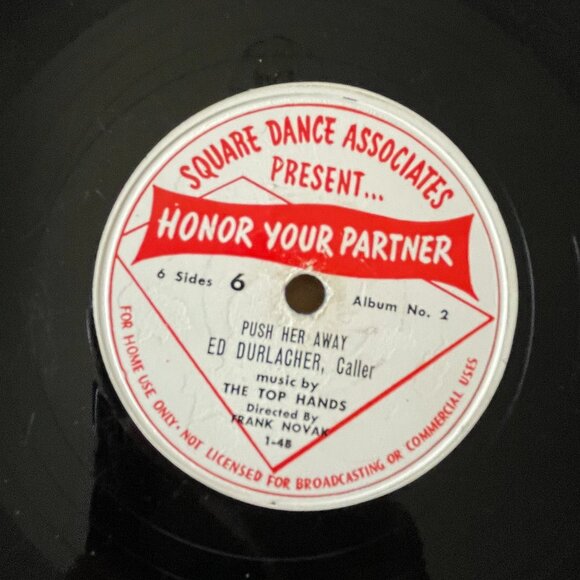 SQUARE DANCE ASSOCIATES
PRESENT...
HONOR YOUR PARTNER
6 Sides 6
Album No. 2
PUSH HER AWAY
ED DURLACHER, Caller
music by
THE TOP HANDS
Directed By
FRANK NOVAK
1-4B
FOR HOME USE ONLY • NOT LICENSED FOR BROADCASTING OR COMMERCIAL USES